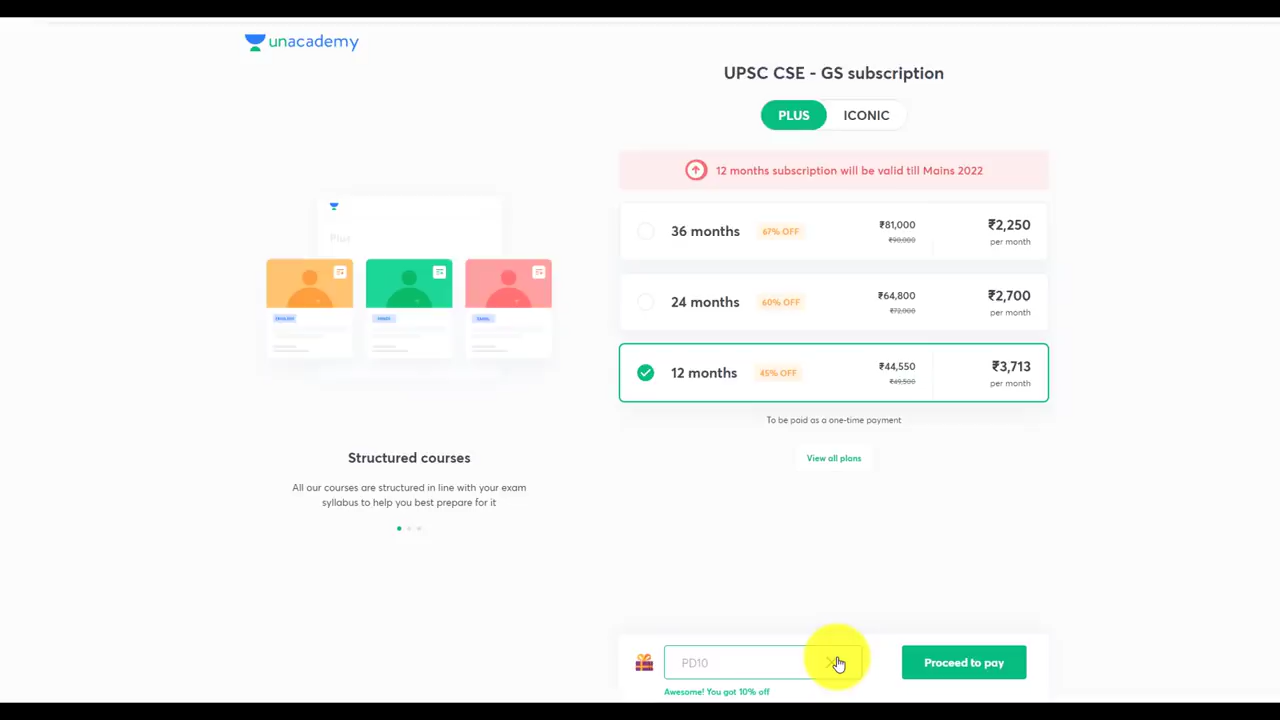 unacademy
UPSC CSE - GS subscription
PLUS ICONIC
12 months subscription will be valid till Mains 2022
36 months 67% OFF ₹81,000 ₹90,000 ₹2,250 per month
24 months 60% OFF ₹64,800 ₹72,000 ₹2,700 per month
12 months 45% OFF ₹44,550 ₹49,500 ₹3,713 per month
To be paid as a one-time payment
View all plans
Plus
Structured courses
All our courses are structured in line with your exam
syllabus to help you best prepare for it
PD10
Proceed to pay
Awesome! You got 10% off